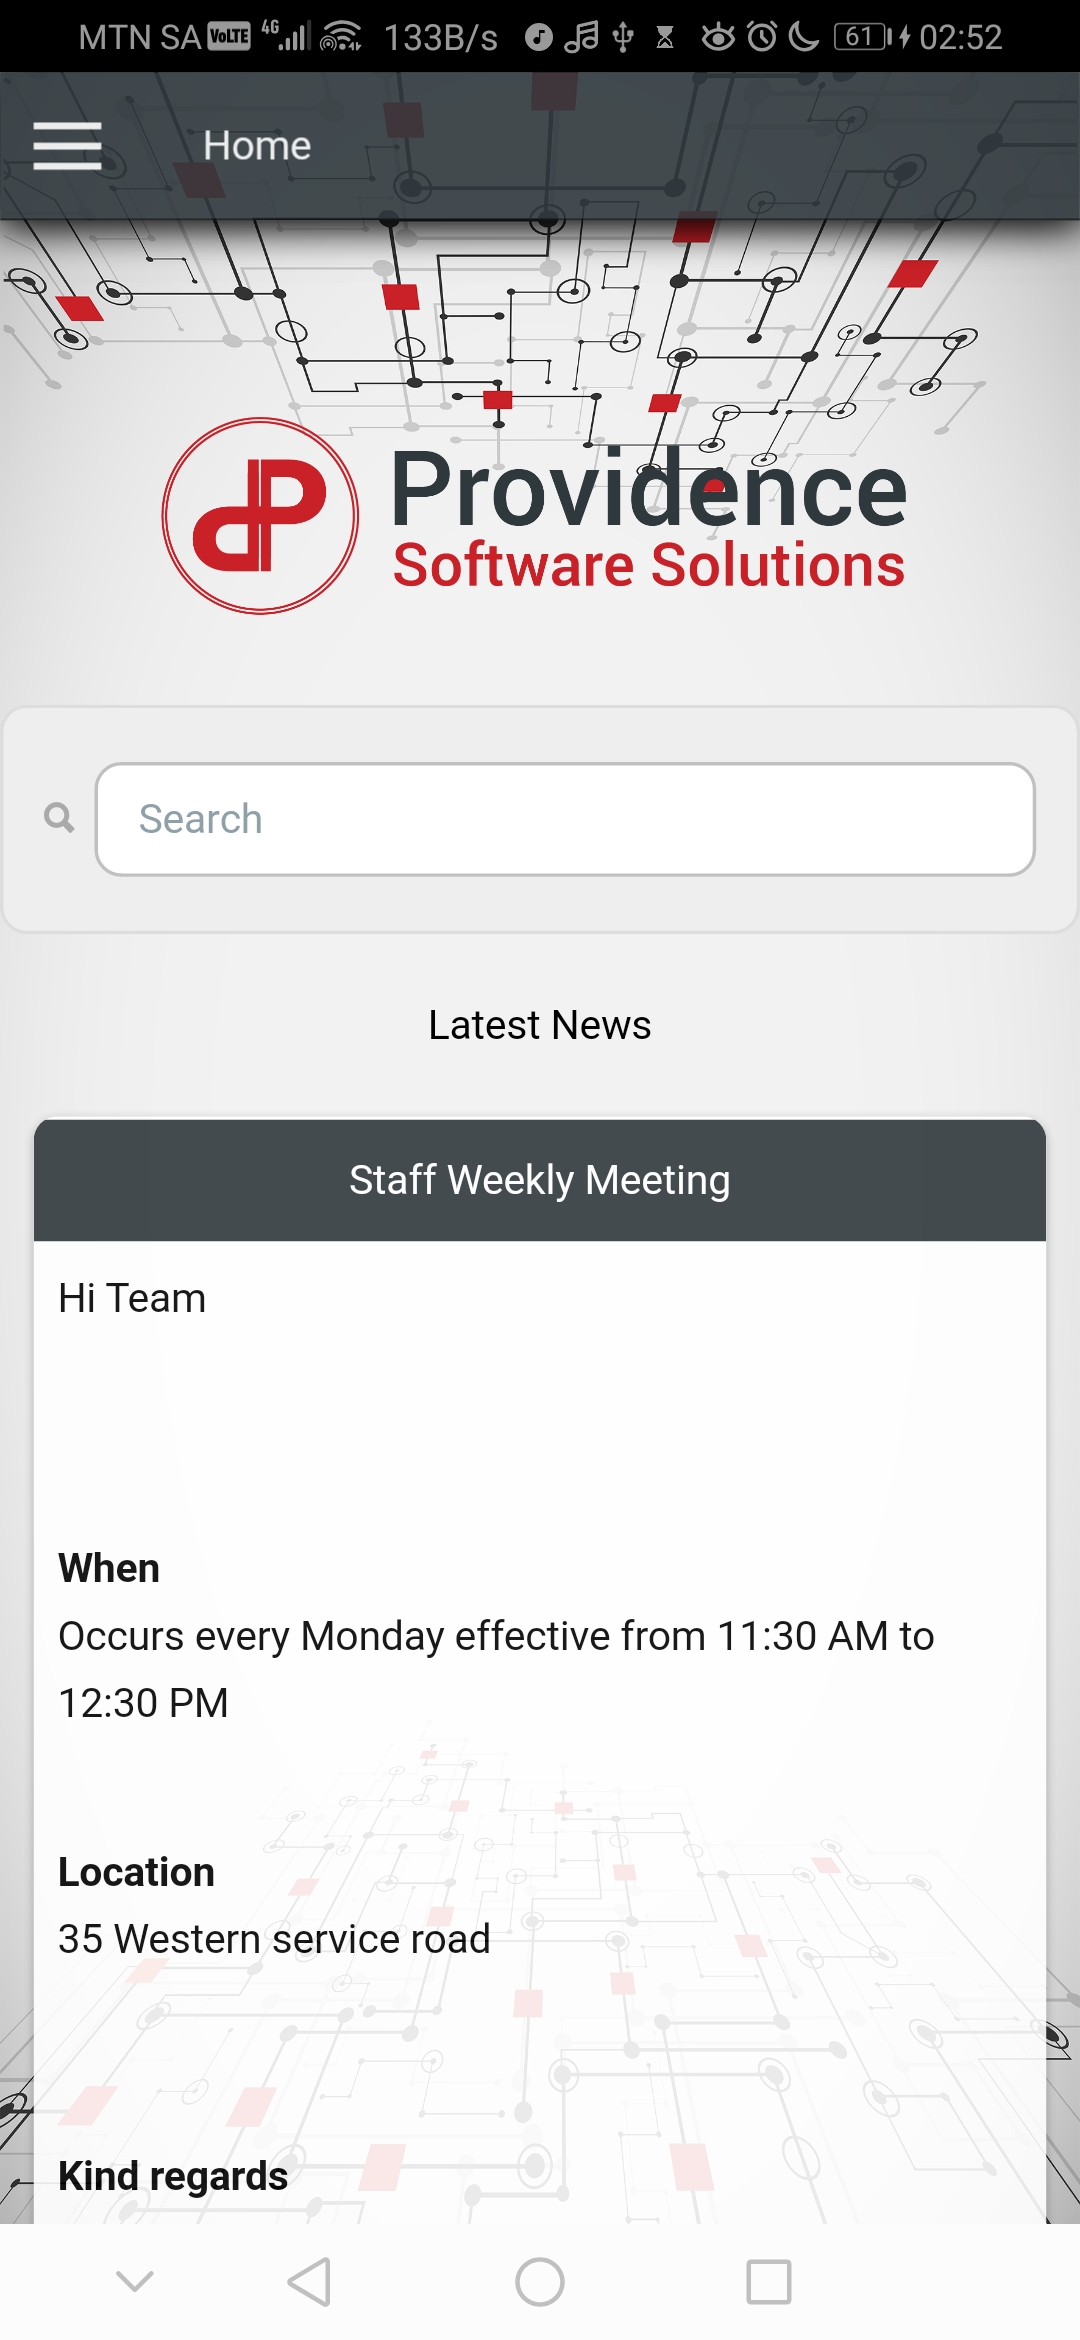 MTN SA VoLTE 4G 133B/s 61 02:52
Home
Providence
Software Solutions
Search
Latest News
Staff Weekly Meeting
Hi Team
When
Occurs every Monday effective from 11:30 AM to
12:30 PM
Location
35 Western service road
Kind regards